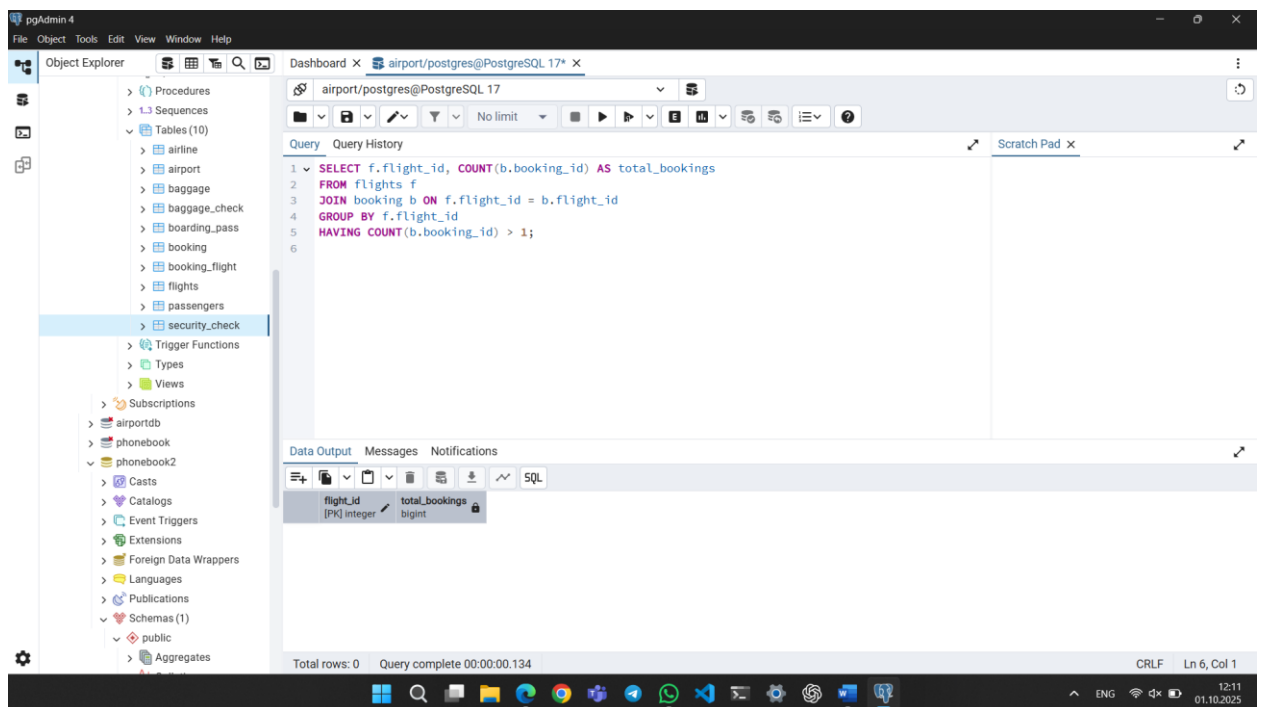 pgAdmin 4
File Object Tools Edit View Window Help
Object Explorer
Procedures
1..3 Sequences
Tables (10)
airline
airport
baggage
baggage_check
boarding_pass
booking
booking_flight
flights
passengers
security_check
Trigger Functions
Types
Views
Subscriptions
airportdb
phonebook
phonebook2
Casts
Catalogs
Event Triggers
Extensions
Foreign Data Wrappers
Languages
Publications
Schemas (1)
public
Aggregates
Dashboard airport/postgres@PostgreSQL 17*
airport/postgres@PostgreSQL 17
No limit
E
Query Query History
Scratch Pad
1 SELECT f.flight_id, COUNT(b.booking_id) AS total_bookings
2 FROM flights f
3 JOIN booking b ON f.flight_id = b.flight_id
4 GROUP BY f.flight_id
5 HAVING COUNT(b.booking_id) > 1;
6
Data Output Messages Notifications
SQL
flight_id total_bookings
[PK] integer bigint
Total rows: 0 Query complete 00:00:00.134
CRLF Ln 6, Col 1
ENG 12:11
01.10.2025